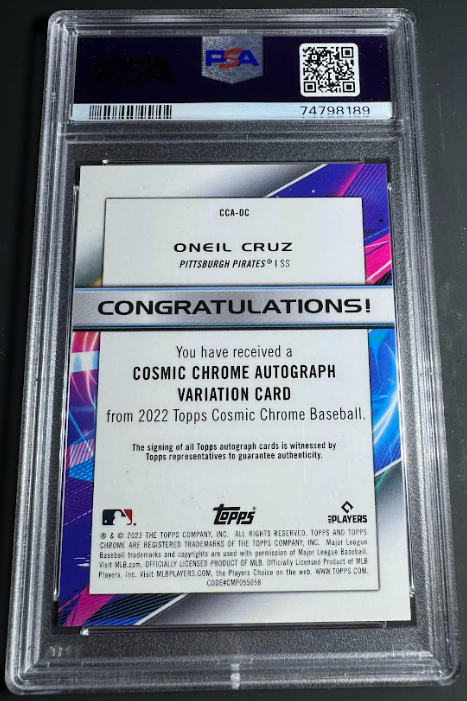 PSA
PSA
74798189
CCA-OC
ONEIL CRUZ
PITTSBURGH PIRATES® | SS
CONGRATULATIONS!
You have received a
COSMIC CHROME AUTOGRAPH
VARIATION CARD
from 2022 Topps Cosmic Chrome Baseball.
The signing of all Topps autograph cards is witnessed by
Topps representatives to guarantee authenticity.
Topps
PLAYERS
® & © 2022 THE TOPPS COMPANY, INC. ALL RIGHTS RESERVED. TOPPS AND TOPPS
CHROME ARE REGISTERED TRADEMARKS OF THE TOPPS COMPANY, INC. Major League
Baseball trademarks and copyrights are used with permission of Major League Baseball.
Visit MLB.com. OFFICIALLY LICENSED PRODUCT OF MLB. Officially Licensed Product of MLB
Players, Inc. Visit MLBPLAYERS.COM, the Players Choice on the web. WWW.TOPPS.COM.
CODE#CMP055058